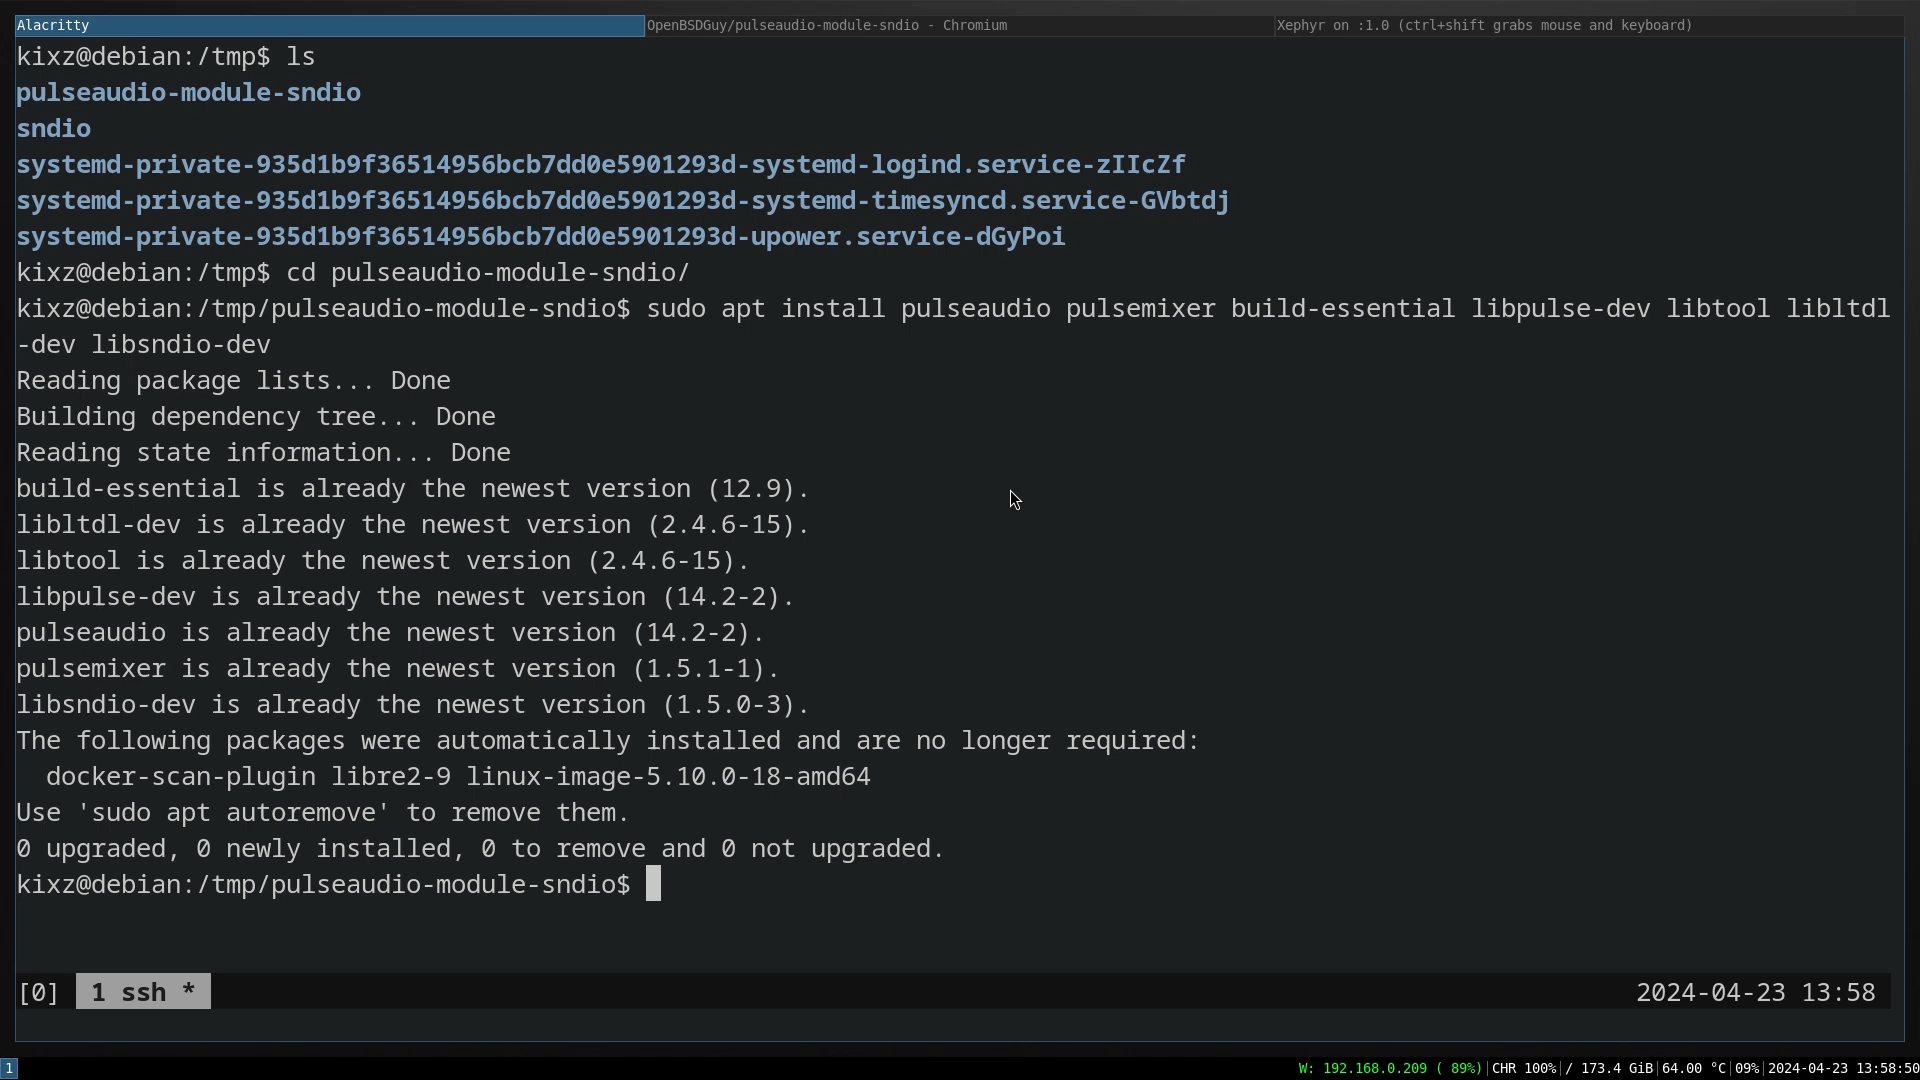 Alacritty
OpenBSDGuy/pulseaudio-module-sndio - Chromium
Xephyr on :1.0 (ctrl+shift grabs mouse and keyboard)
kixz@debian:/tmp$ ls
pulseaudio-module-sndio
sndio
systemd-private-935d1b9f36514956bcb7dd0e5901293d-systemd-logind.service-zIIcZf
systemd-private-935d1b9f36514956bcb7dd0e5901293d-systemd-timesyncd.service-GVbtdj
systemd-private-935d1b9f36514956bcb7dd0e5901293d-upower.service-dGyPoi
kixz@debian:/tmp$ cd pulseaudio-module-sndio/
kixz@debian:/tmp/pulseaudio-module-sndio$ sudo apt install pulseaudio pulsemixer build-essential libpulse-dev libtool libltdl
-dev libsndio-dev
Reading package lists... Done
Building dependency tree... Done
Reading state information... Done
build-essential is already the newest version (12.9).
libltdl-dev is already the newest version (2.4.6-15).
libtool is already the newest version (2.4.6-15).
libpulse-dev is already the newest version (14.2-2).
pulseaudio is already the newest version (14.2-2).
pulsemixer is already the newest version (1.5.1-1).
libsndio-dev is already the newest version (1.5.0-3).
The following packages were automatically installed and are no longer required:
  docker-scan-plugin libre2-9 linux-image-5.10.0-18-amd64
Use 'sudo apt autoremove' to remove them.
0 upgraded, 0 newly installed, 0 to remove and 0 not upgraded.
kixz@debian:/tmp/pulseaudio-module-sndio$
[0] 1 ssh * 2024-04-23 13:58
1 W: 192.168.0.209 ( 89%)|CHR 100%|/ 173.4 GiB|64.00 °C|09%|2024-04-23 13:58:50